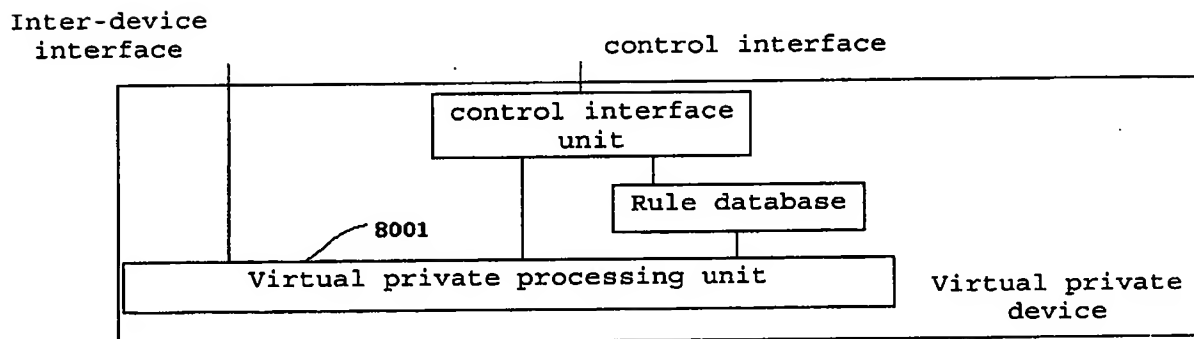 Inter-device
interface
control interface
control interface
unit
Rule database
8001
Virtual private processing unit
Virtual private
device